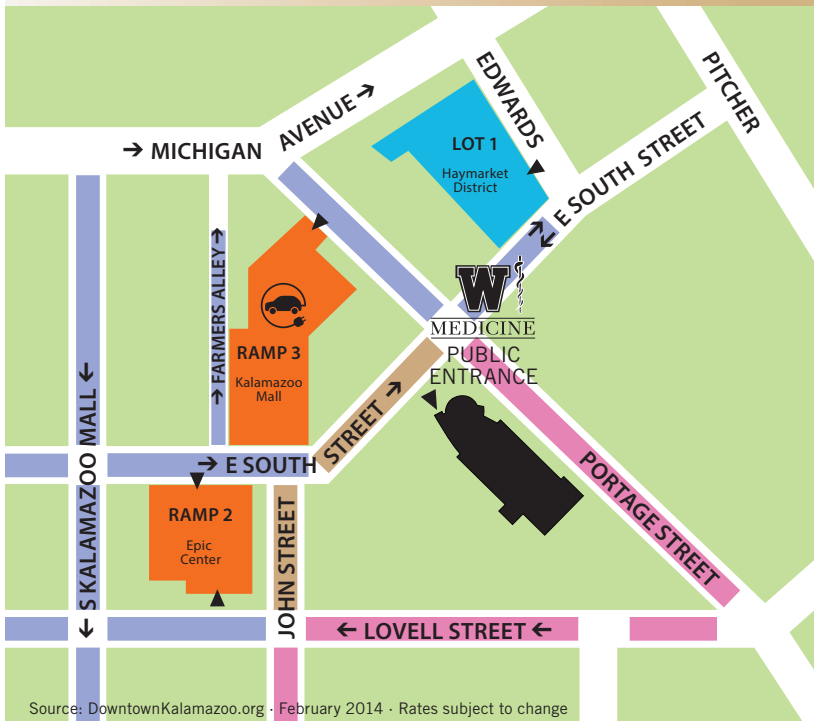 EDWARDS
PITCHER
→ MICHIGAN
AVENUE →
LOT 1
Haymarket
District
E SOUTH STREET
→ FARMERS ALLEY →
W
MEDICINE
PUBLIC
ENTRANCE
RAMP 3
Kalamazoo
Mall
← S KALAMAZOO MALL ←
→ E SOUTH
STREET →
RAMP 2
Epic
Center
JOHN STREET
PORTAGE STREET
← LOVELL STREET ←
Source: DowntownKalamazoo.org · February 2014 · Rates subject to change